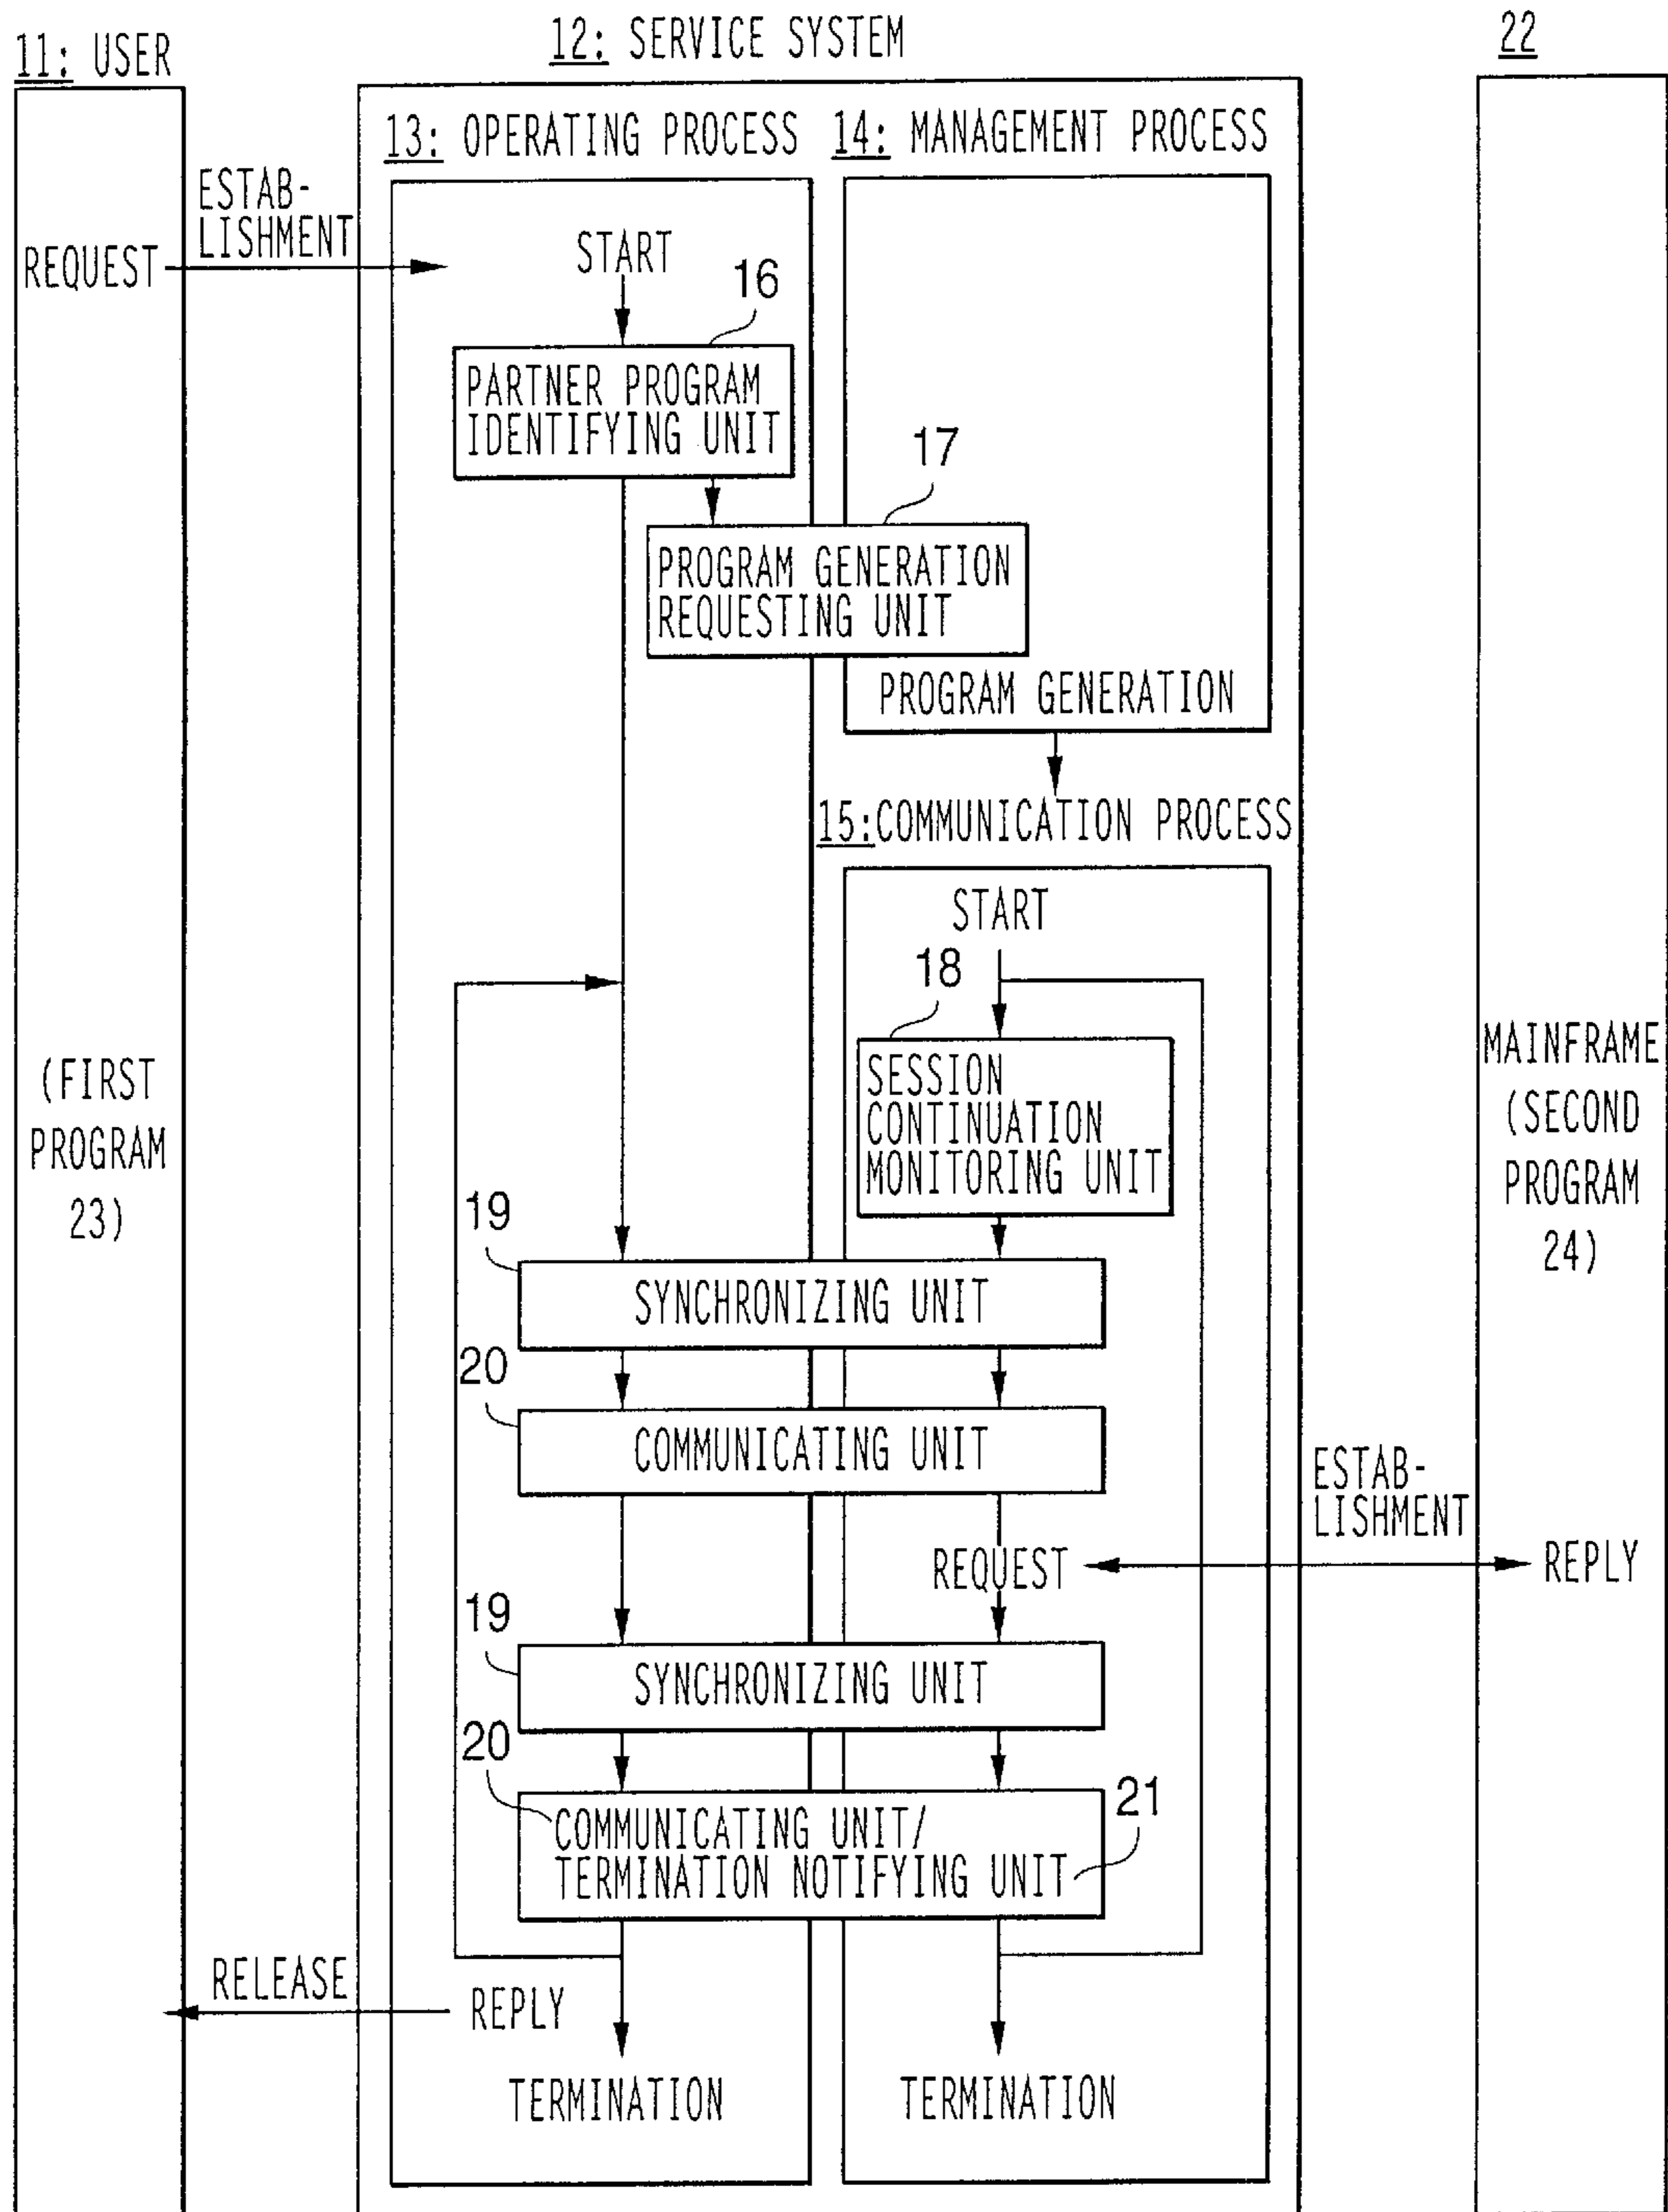 11: USER
12: SERVICE SYSTEM
22
13: OPERATING PROCESS
14: MANAGEMENT PROCESS
ESTAB-
LISHMENT
REQUEST
START
16
PARTNER PROGRAM
IDENTIFYING UNIT
17
PROGRAM GENERATION
REQUESTING UNIT
PROGRAM GENERATION
15:COMMUNICATION PROCESS
START
18
SESSION
CONTINUATION
MONITORING UNIT
(FIRST
PROGRAM
23)
MAINFRAME
(SECOND
PROGRAM
24)
19
SYNCHRONIZING UNIT
20
COMMUNICATING UNIT
ESTAB-
LISHMENT
REQUEST
REPLY
19
SYNCHRONIZING UNIT
20
COMMUNICATING UNIT/
TERMINATION NOTIFYING UNIT
21
RELEASE
REPLY
TERMINATION
TERMINATION